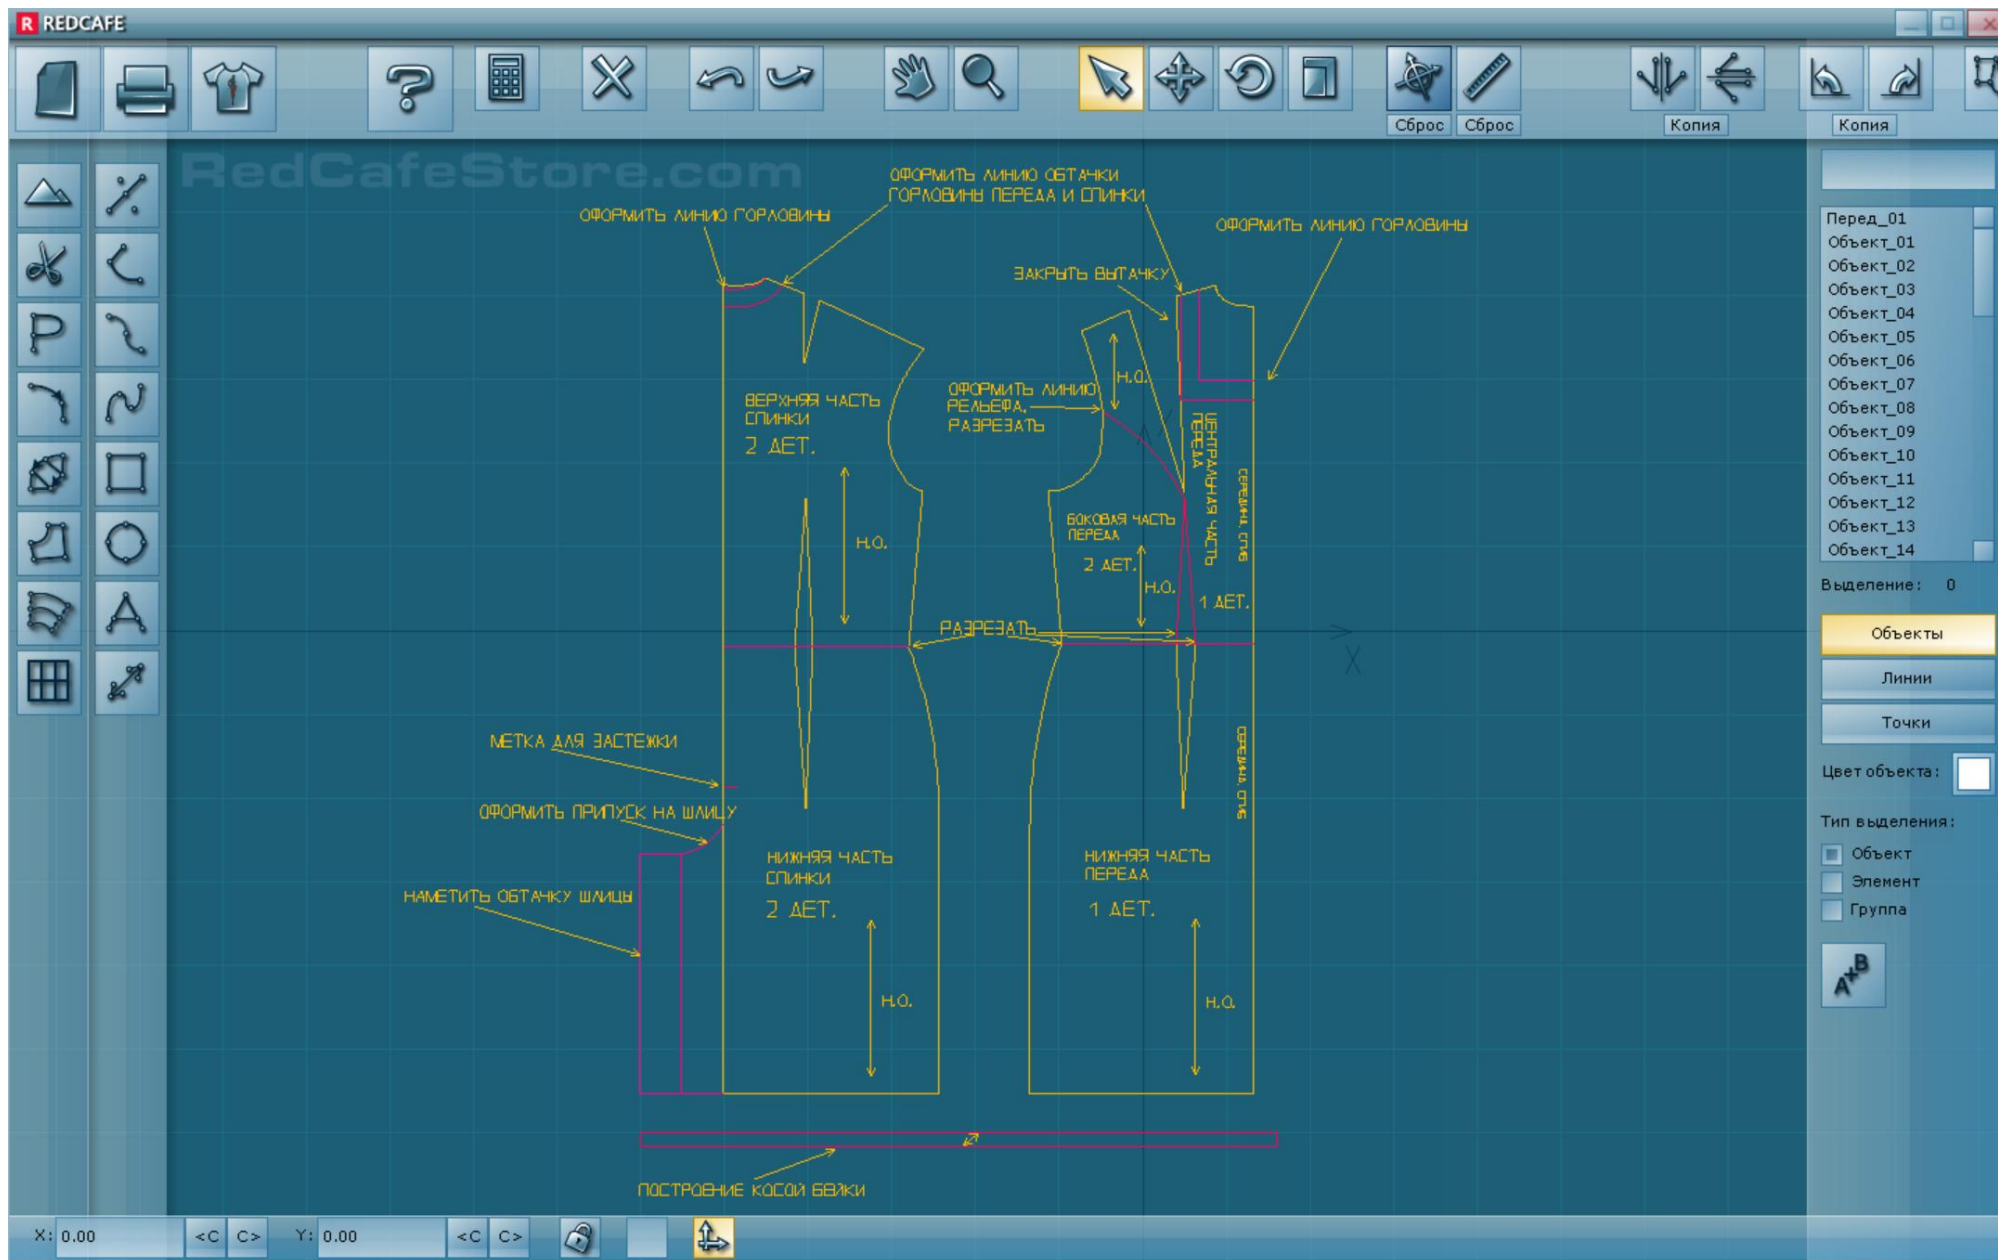 R REDCAFE
Сброс
Сброс
Копия
Копия
RedCafeStore.com
ОФОРМИТЬ ЛИНИЮ ОБТАЧКИ
ГОРЛОВИНЫ ПЕРЕДА И СПИНКИ
ОФОРМИТЬ ЛИНИЮ ГОРЛОВИНЫ
ОФОРМИТЬ ЛИНИЮ ГОРЛОВИНЫ
ЗАКРЫТЬ ВЫТАЧКУ
Н.О.
ОФОРМИТЬ ЛИНИЮ
РЕЛЬЕФА.
РАЗРЕЗАТЬ
ВЕРХНЯЯ ЧАСТЬ
СПИНКИ
2 ДЕТ.
Н.О.
ЦЕНТРАЛЬНАЯ ЧАСТЬ
ПЕРЕДА
СЕРЕДИНА, СГИБ
БОКОВАЯ ЧАСТЬ
ПЕРЕДА
2 ДЕТ.
Н.О.
1 ДЕТ.
РАЗРЕЗАТЬ
X
МЕТКА ДЛЯ ЗАСТЕЖКИ
СЕРЕДИНА, СГИБ
ОФОРМИТЬ ПРИПУСК НА ШЛИЦУ
НИЖНЯЯ ЧАСТЬ
СПИНКИ
2 ДЕТ.
НИЖНЯЯ ЧАСТЬ
ПЕРЕДА
1 ДЕТ.
НАМЕТИТЬ ОБТАЧКУ ШЛИЦЫ
Н.О.
Н.О.
ПОСТРОЕНИЕ КОСОЙ БЕЙКИ
Перед_01
Объект_01
Объект_02
Объект_03
Объект_04
Объект_05
Объект_06
Объект_07
Объект_08
Объект_09
Объект_10
Объект_11
Объект_12
Объект_13
Объект_14
Выделение: 0
Объекты
Линии
Точки
Цвет объекта:
Тип выделения:
Объект
Элемент
Группа
A+B
X: 0.00 <C C> Y: 0.00 <C C>